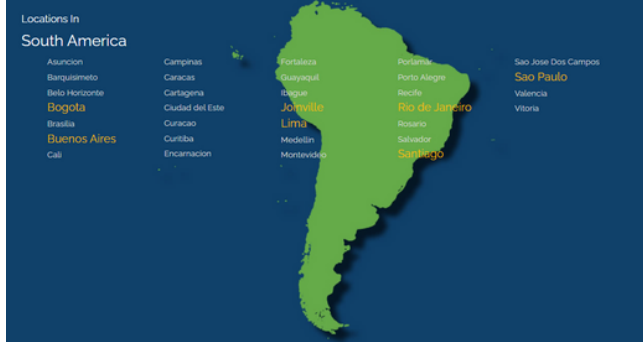 Locations In
South America
Asuncion
Barquisimeto
Belo Horizonte
Bogota
Brasilia
Buenos Aires
Cali
Campinas
Caracas
Cartagena
Ciudad del Este
Curacao
Curitiba
Encarnacion
Fortaleza
Guayaquil
Ibague
Joinville
Lima
Medellin
Montevideo
Porlamar
Porto Alegre
Recife
Rio de Janeiro
Rosario
Salvador
Santiago
Sao Jose Dos Campos
Sao Paulo
Valencia
Vitoria